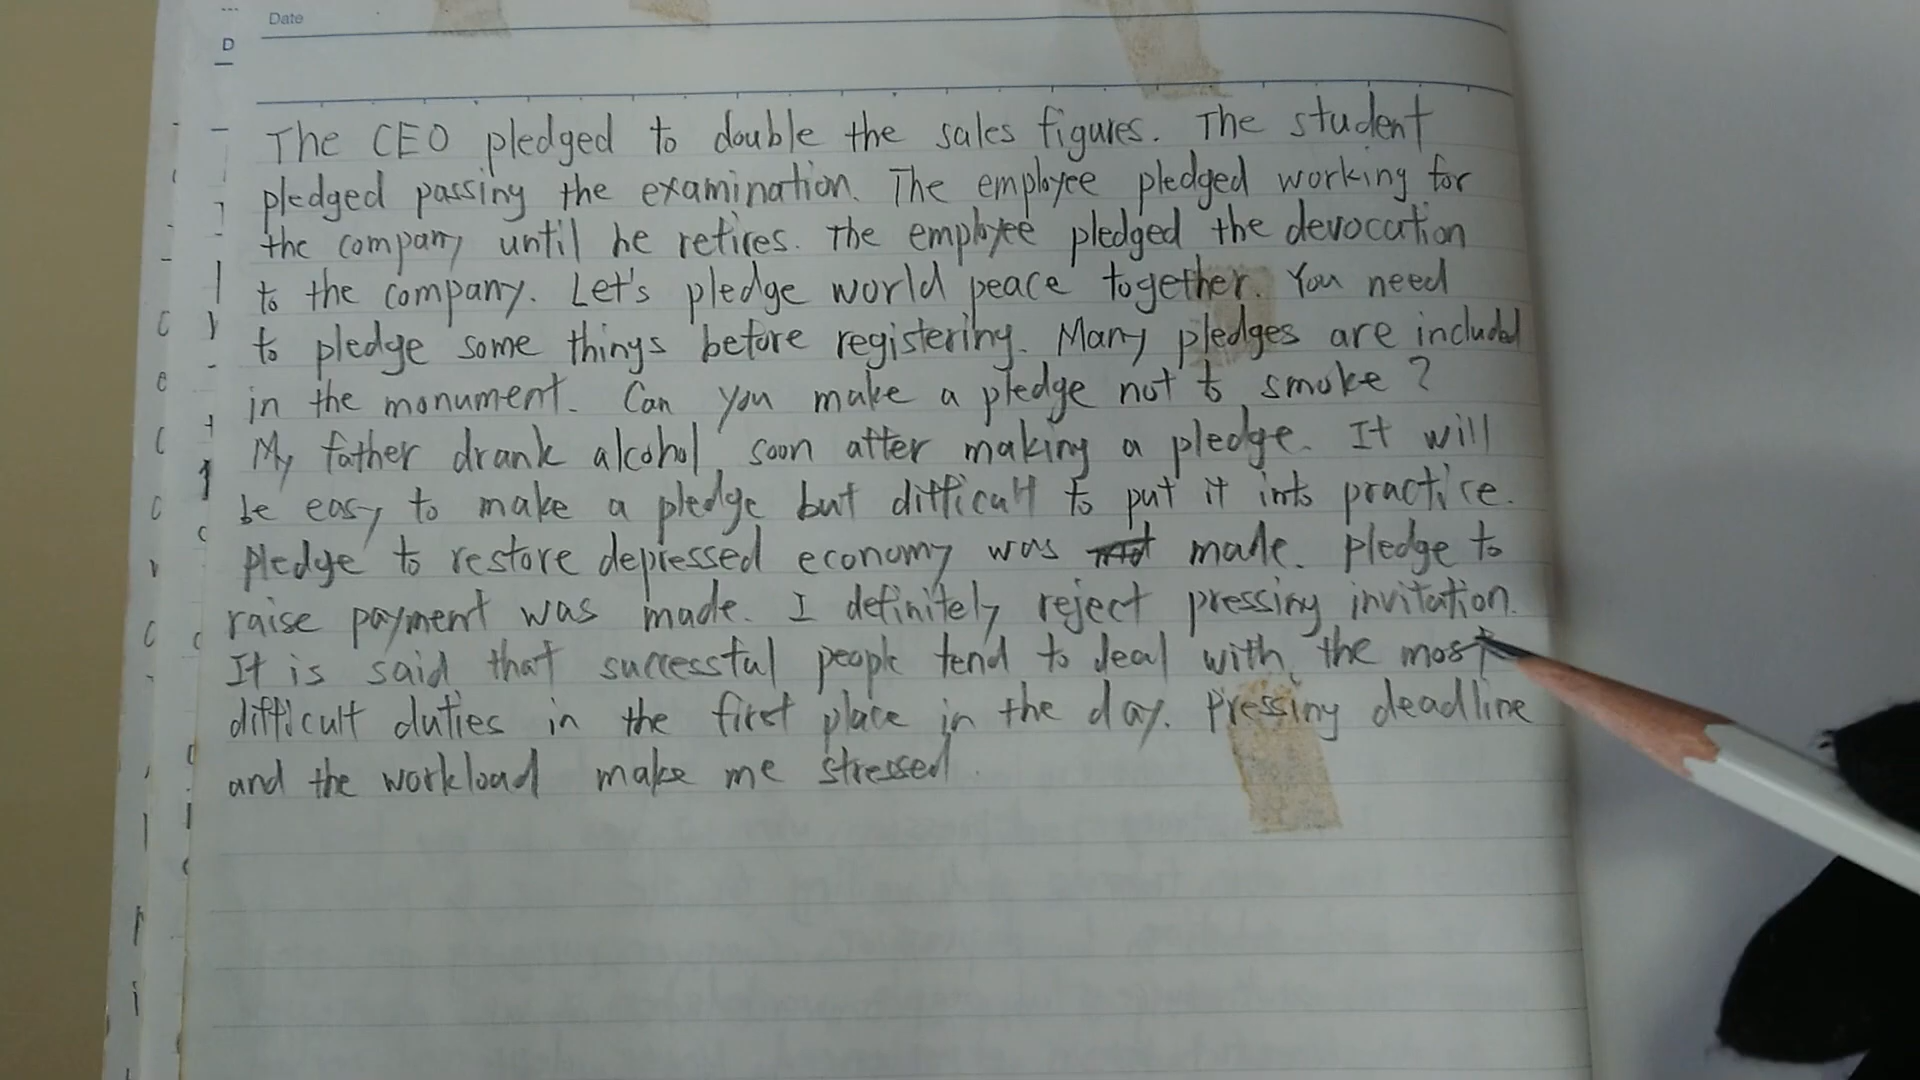 Date
D
The CEO pledged to double the sales figures. The student
pledged passing the examination. The employee pledged working for
the company until he retires. The employee pledged the devocation
to the company. Let's pledge world peace together. You need
to pledge some things before registering. Many pledges are included
in the monument. Can you make a pledge not to smoke?
My father drank alcohol soon after making a pledge. It will
be easy to make a pledge but difficult to put it into practice.
Pledge to restore depressed economy was made. Pledge to
raise payment was made. I definitely reject pressing invitation.
It is said that successful people tend to deal with the most
difficult duties in the first place in the day. Pressing deadline
and the workload make me stressed.